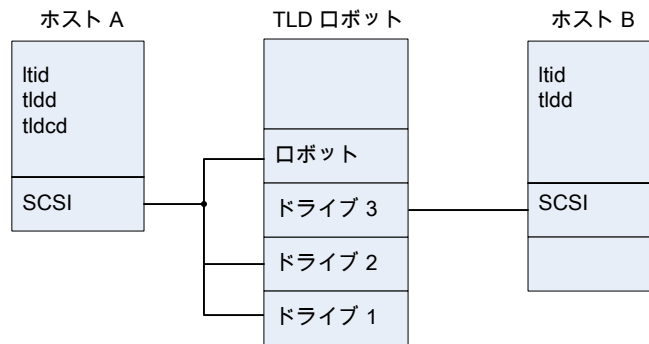 ホスト A
TLD ロボット
ホスト B
ltid
tldd
tldcd
SCSI
ロボット
ドライブ 3
ドライブ 2
ドライブ 1
ltid
tldd
SCSI